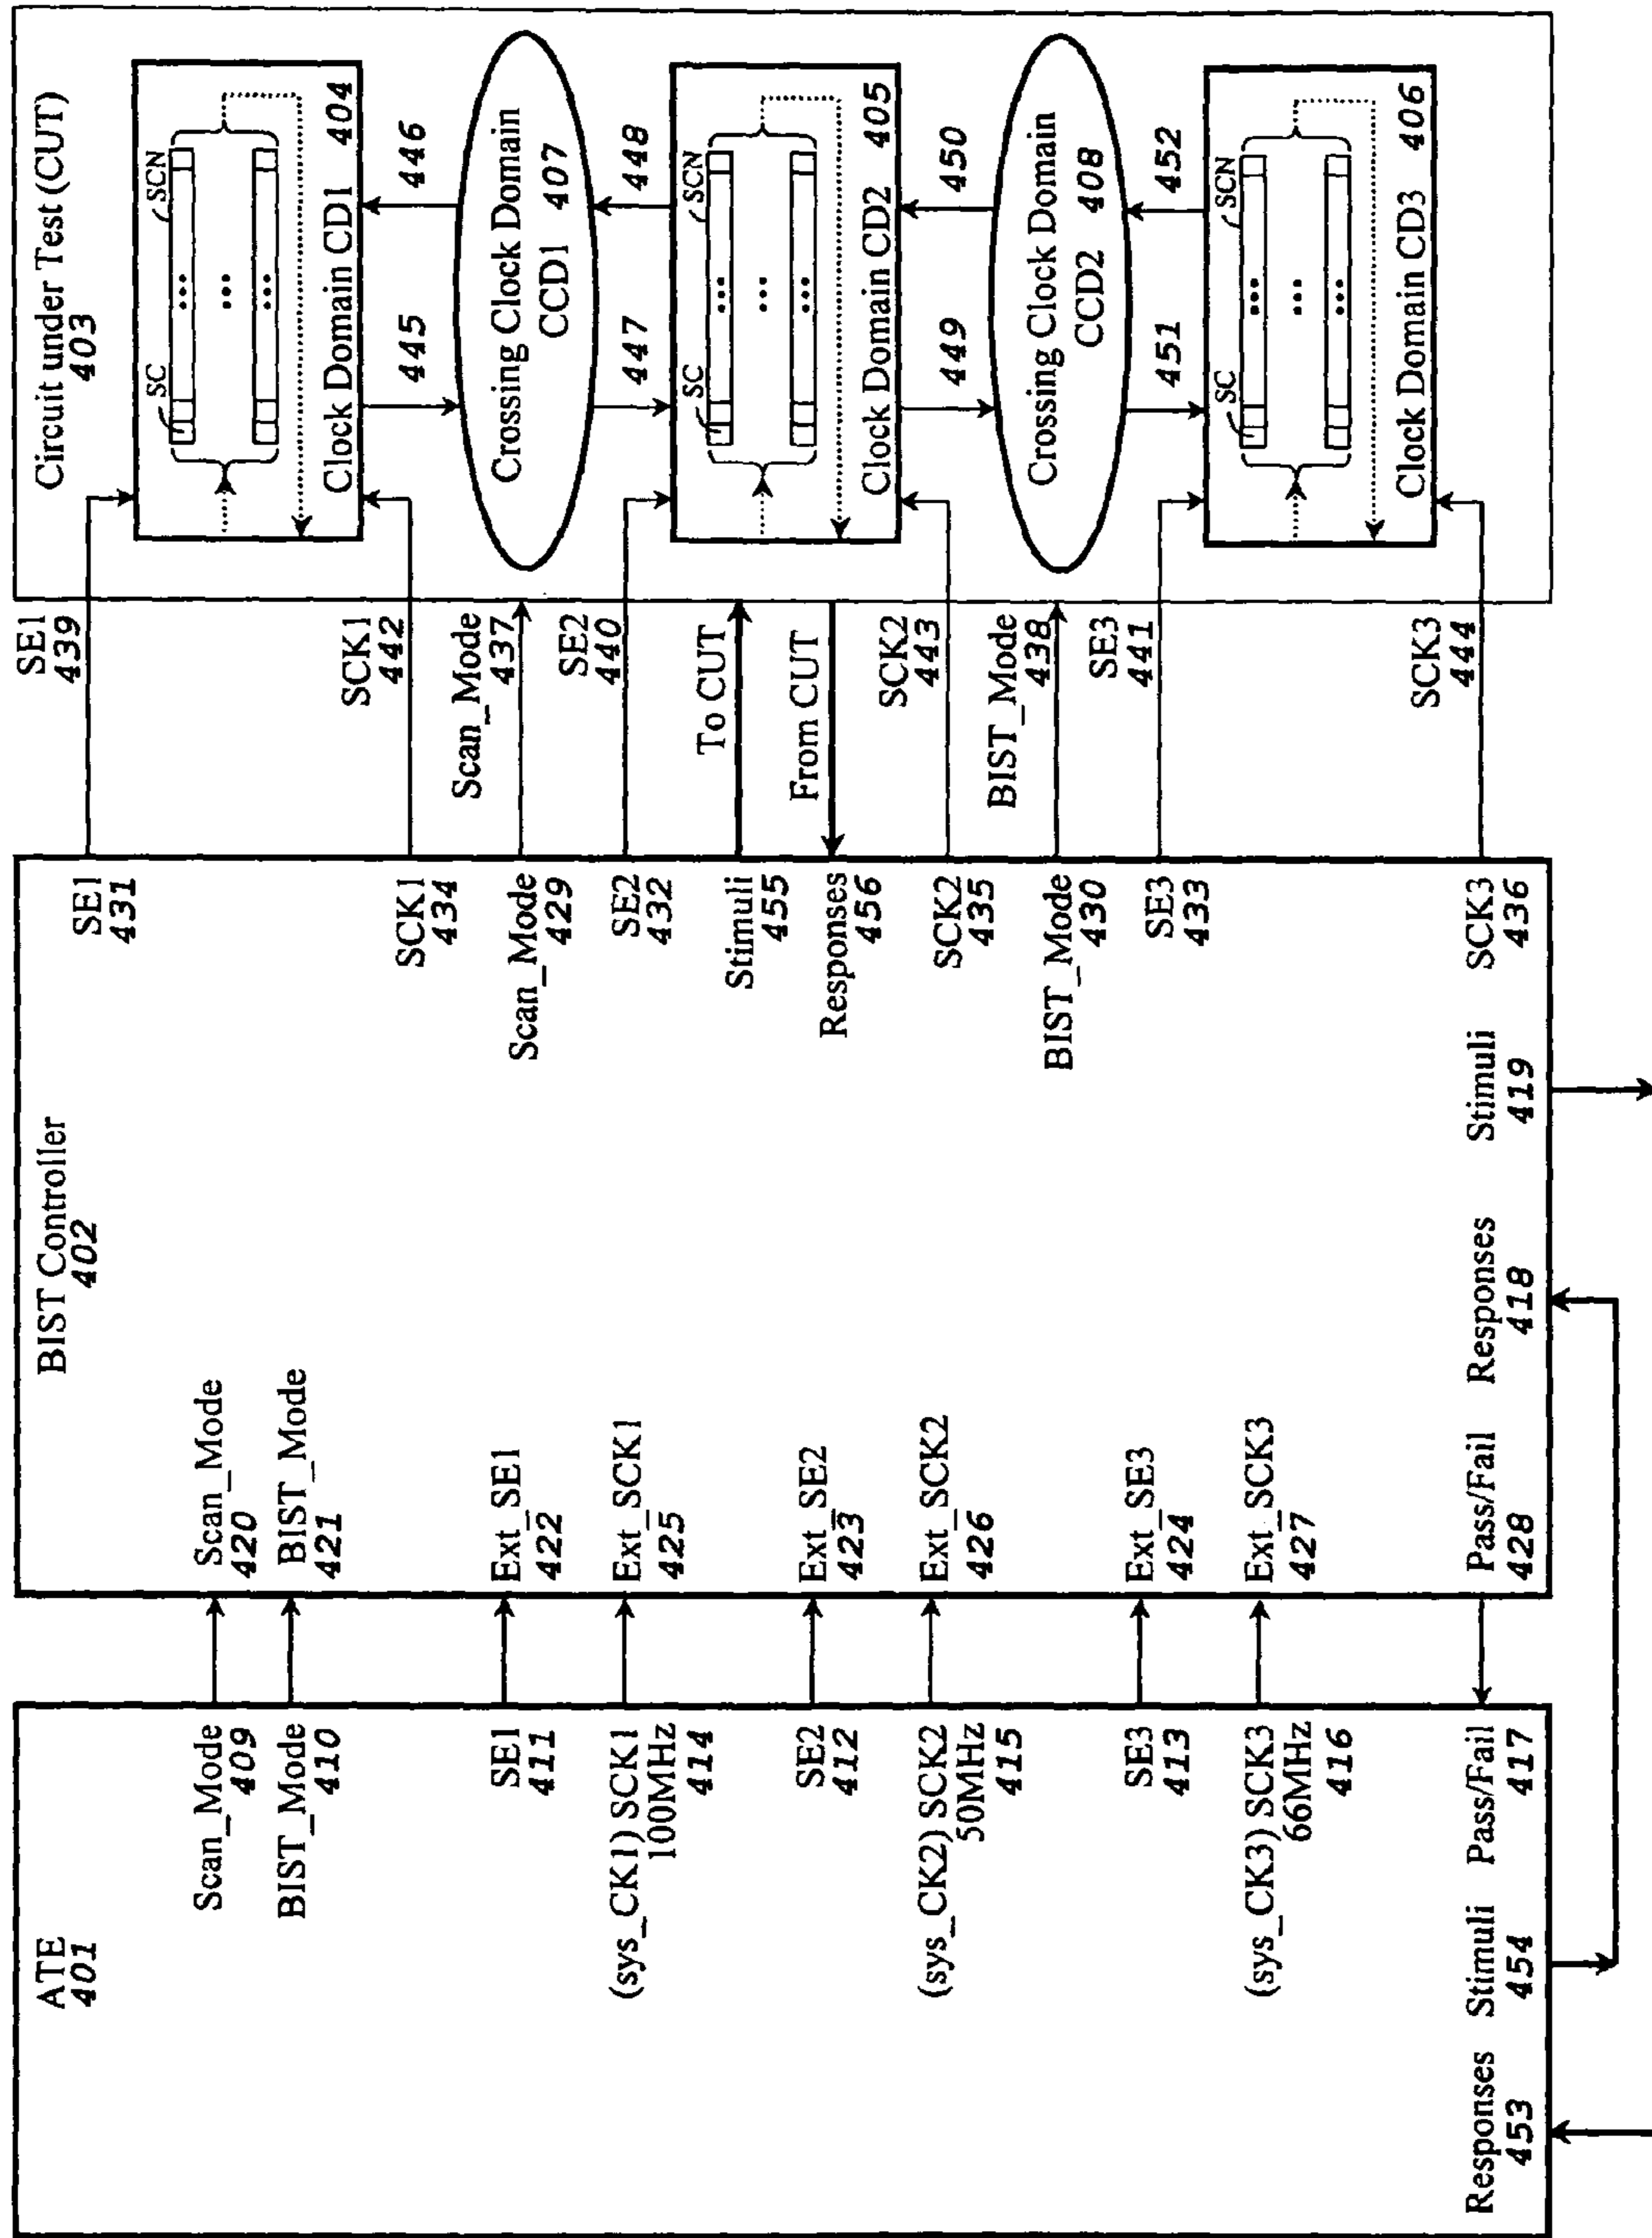 ATE
401
Scan_Mode
409
BIST_Mode
410
SE1
411
(sys_CK1) SCK1
100MHz
414
SE2
412
(sys_CK2) SCK2
50MHz
415
SE3
413
(sys_CK3) SCK3
66MHz
416
Responses
453
Stimuli
454
Pass/Fail
417
BIST Controller
402
Scan_Mode
420
BIST_Mode
421
Ext_SE1
422
Ext_SCK1
425
Ext_SE2
423
Ext_SCK2
426
Ext_SE3
424
Ext_SCK3
427
Pass/Fail
428
Responses
418
Stimuli
419
SE1
431
SCK1
434
Scan_Mode
429
SE2
432
Stimuli
455
Responses
456
SCK2
435
BIST_Mode
430
SE3
433
SCK3
436
SE1
439
SCK1
442
Scan_Mode
437
SE2
440
To CUT
From CUT
SCK2
443
BIST_Mode
438
SE3
441
SCK3
444
Circuit under Test (CUT)
403
SC
SCN
Clock Domain CD1 404
445
446
Crossing Clock Domain
CCD1 407
447
448
SC
SCN
Clock Domain CD2 405
449
450
Crossing Clock Domain
CCD2 408
451
452
SC
SCN
Clock Domain CD3 406